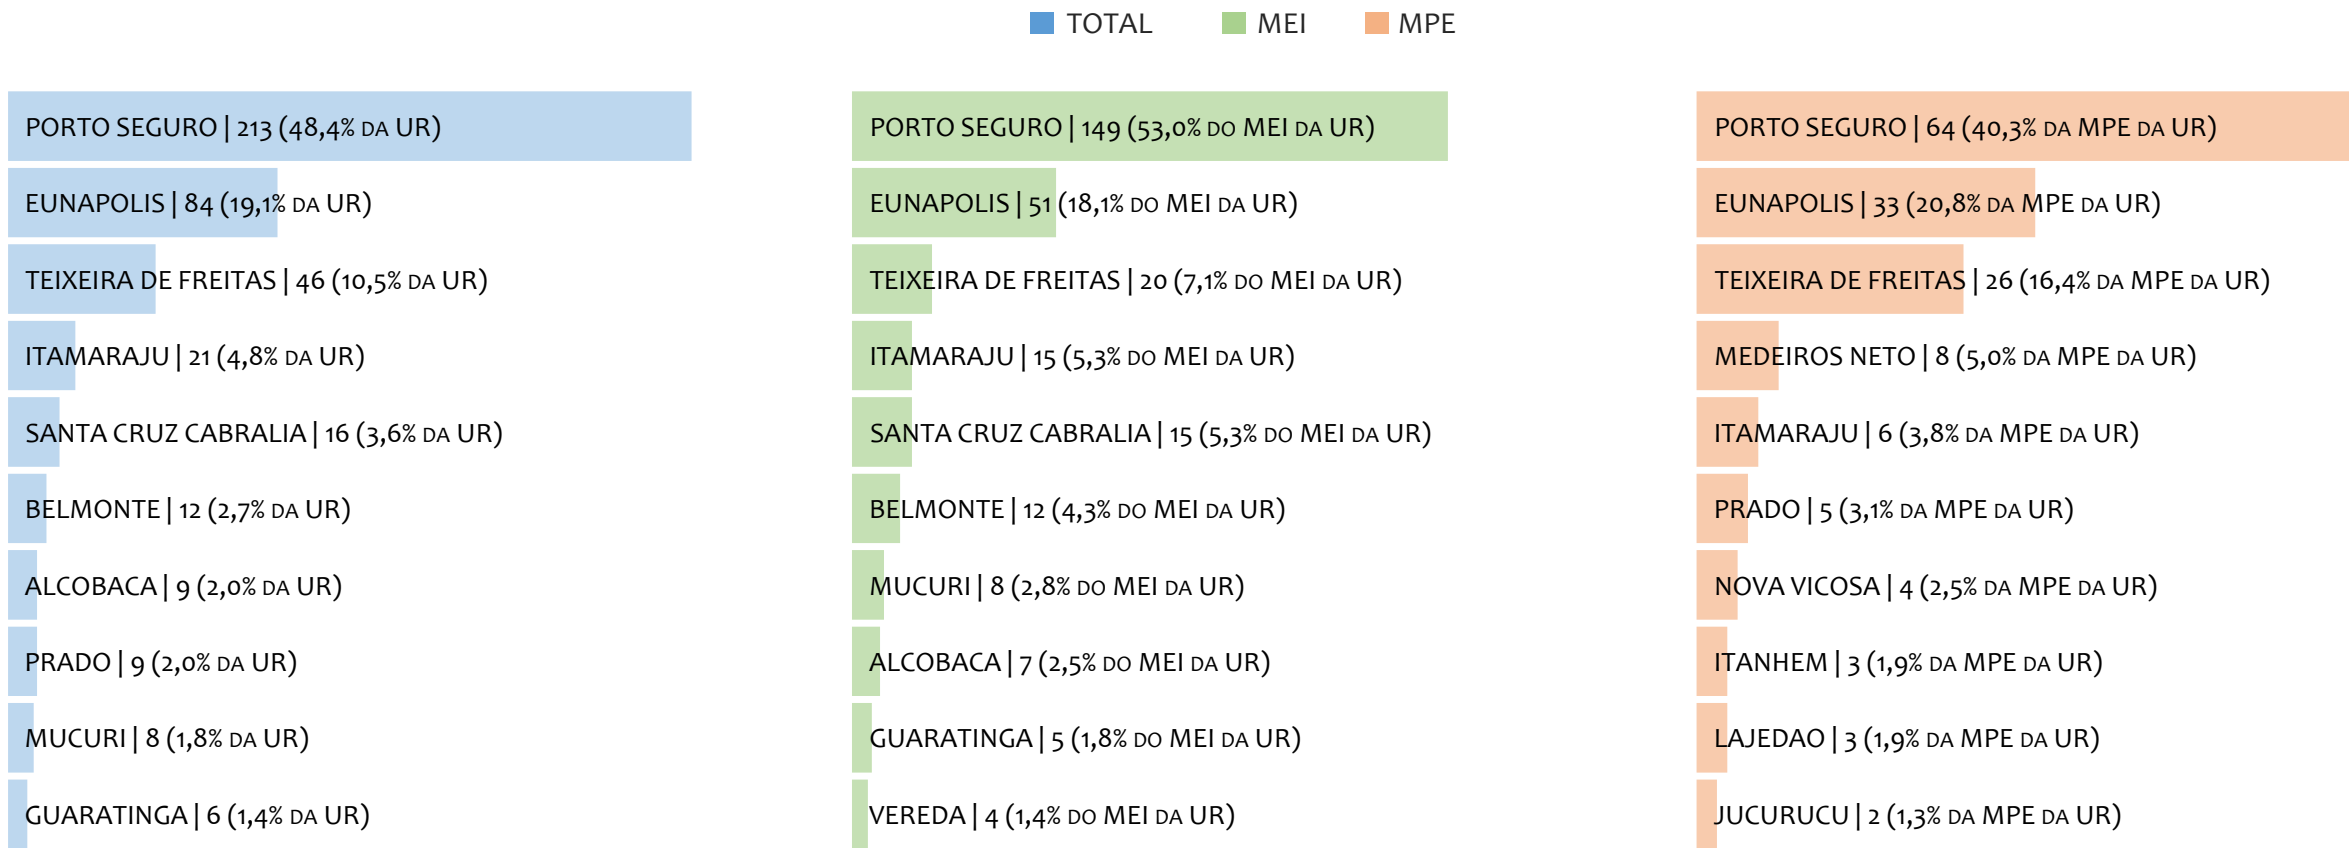 TOTAL MEI MPE
PORTO SEGURO | 213 (48,4% DA UR)
EUNAPOLIS | 84 (19,1% DA UR)
TEIXEIRA DE FREITAS | 46 (10,5% DA UR)
ITAMARAJU | 21 (4,8% DA UR)
SANTA CRUZ CABRALIA | 16 (3,6% DA UR)
BELMONTE | 12 (2,7% DA UR)
ALCOBACA | 9 (2,0% DA UR)
PRADO | 9 (2,0% DA UR)
MUCURI | 8 (1,8% DA UR)
GUARATINGA | 6 (1,4% DA UR)
PORTO SEGURO | 149 (53,0% DO MEI DA UR)
EUNAPOLIS | 51 (18,1% DO MEI DA UR)
TEIXEIRA DE FREITAS | 20 (7,1% DO MEI DA UR)
ITAMARAJU | 15 (5,3% DO MEI DA UR)
SANTA CRUZ CABRALIA | 15 (5,3% DO MEI DA UR)
BELMONTE | 12 (4,3% DO MEI DA UR)
MUCURI | 8 (2,8% DO MEI DA UR)
ALCOBACA | 7 (2,5% DO MEI DA UR)
GUARATINGA | 5 (1,8% DO MEI DA UR)
VEREDA | 4 (1,4% DO MEI DA UR)
PORTO SEGURO | 64 (40,3% DA MPE DA UR)
EUNAPOLIS | 33 (20,8% DA MPE DA UR)
TEIXEIRA DE FREITAS | 26 (16,4% DA MPE DA UR)
MEDEIROS NETO | 8 (5,0% DA MPE DA UR)
ITAMARAJU | 6 (3,8% DA MPE DA UR)
PRADO | 5 (3,1% DA MPE DA UR)
NOVA VICOSA | 4 (2,5% DA MPE DA UR)
ITANHEM | 3 (1,9% DA MPE DA UR)
LAJEDAO | 3 (1,9% DA MPE DA UR)
JUCURUCU | 2 (1,3% DA MPE DA UR)